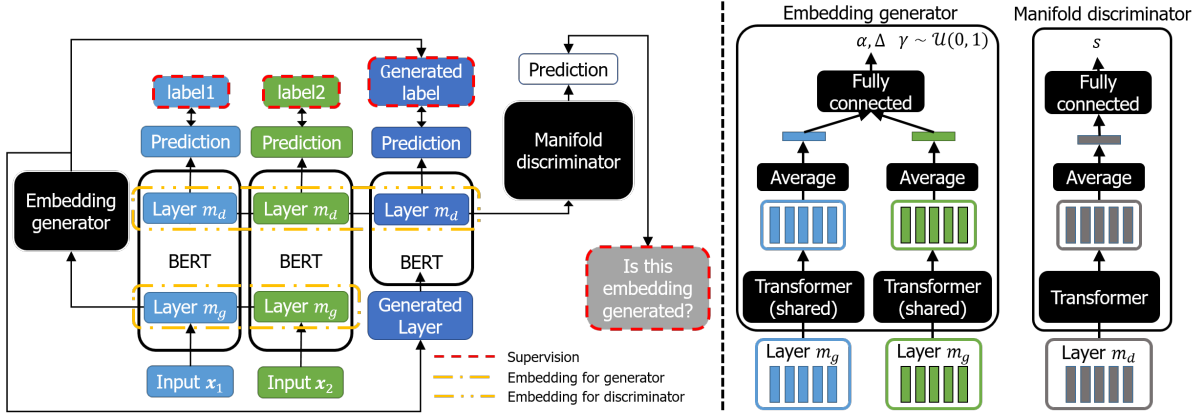 label1
label2
Generated
label
Prediction
Prediction
Prediction
Embedding
generator
Layer m_d
Layer m_d
Layer m_d
BERT
BERT
BERT
Layer m_g
Layer m_g
Generated
Layer
Input x_1
Input x_2
Prediction
Manifold
discriminator
Is this
embedding
generated?
Supervision
Embedding for generator
Embedding for discriminator
Embedding generator
α, Δ γ ~ 𝒰(0, 1)
Fully
connected
Average
Average
Transformer
(shared)
Transformer
(shared)
Layer m_g
Layer m_g
Manifold discriminator
s
Fully
connected
Average
Transformer
Layer m_d